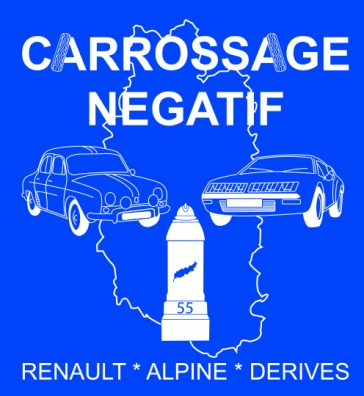 CARROSSAGE
NEGATIF
55
RENAULT * ALPINE * DERIVES